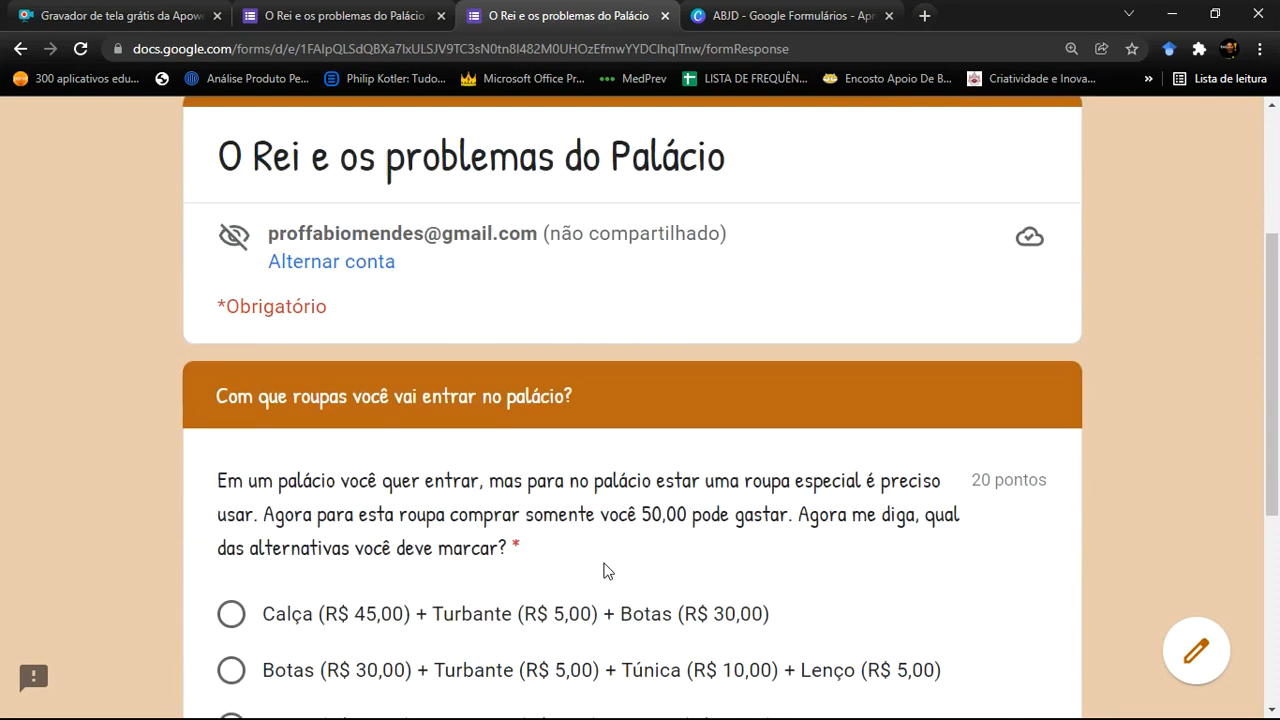 Gravador de tela grátis da Apowe
O Rei e os problemas do Palácio
O Rei e os problemas do Palácio
ABJD - Google Formulários - Apr
docs.google.com/forms/d/e/1FAIpQLSdQBXa7lxULSJV9TC3sN0tn8I482M0UHOzEfmwYYDClhqITnw/formResponse
300 aplicativos edu...
Análise Produto Pe...
Philip Kotler: Tudo...
Microsoft Office Pr...
MedPrev
LISTA DE FREQUÊN...
Encosto Apoio De B...
Criatividade e Inova...
»
Lista de leitura
O Rei e os problemas do Palácio
proffabiomendes@gmail.com (não compartilhado)
Alternar conta
*Obrigatório
Com que roupas você vai entrar no palácio?
Em um palácio você quer entrar, mas para no palácio estar uma roupa especial é preciso
20 pontos
usar. Agora para esta roupa comprar somente você 50,00 pode gastar. Agora me diga, qual
das alternativas você deve marcar? *
Calça (R$ 45,00) + Turbante (R$ 5,00) + Botas (R$ 30,00)
Botas (R$ 30,00) + Turbante (R$ 5,00) + Túnica (R$ 10,00) + Lenço (R$ 5,00)